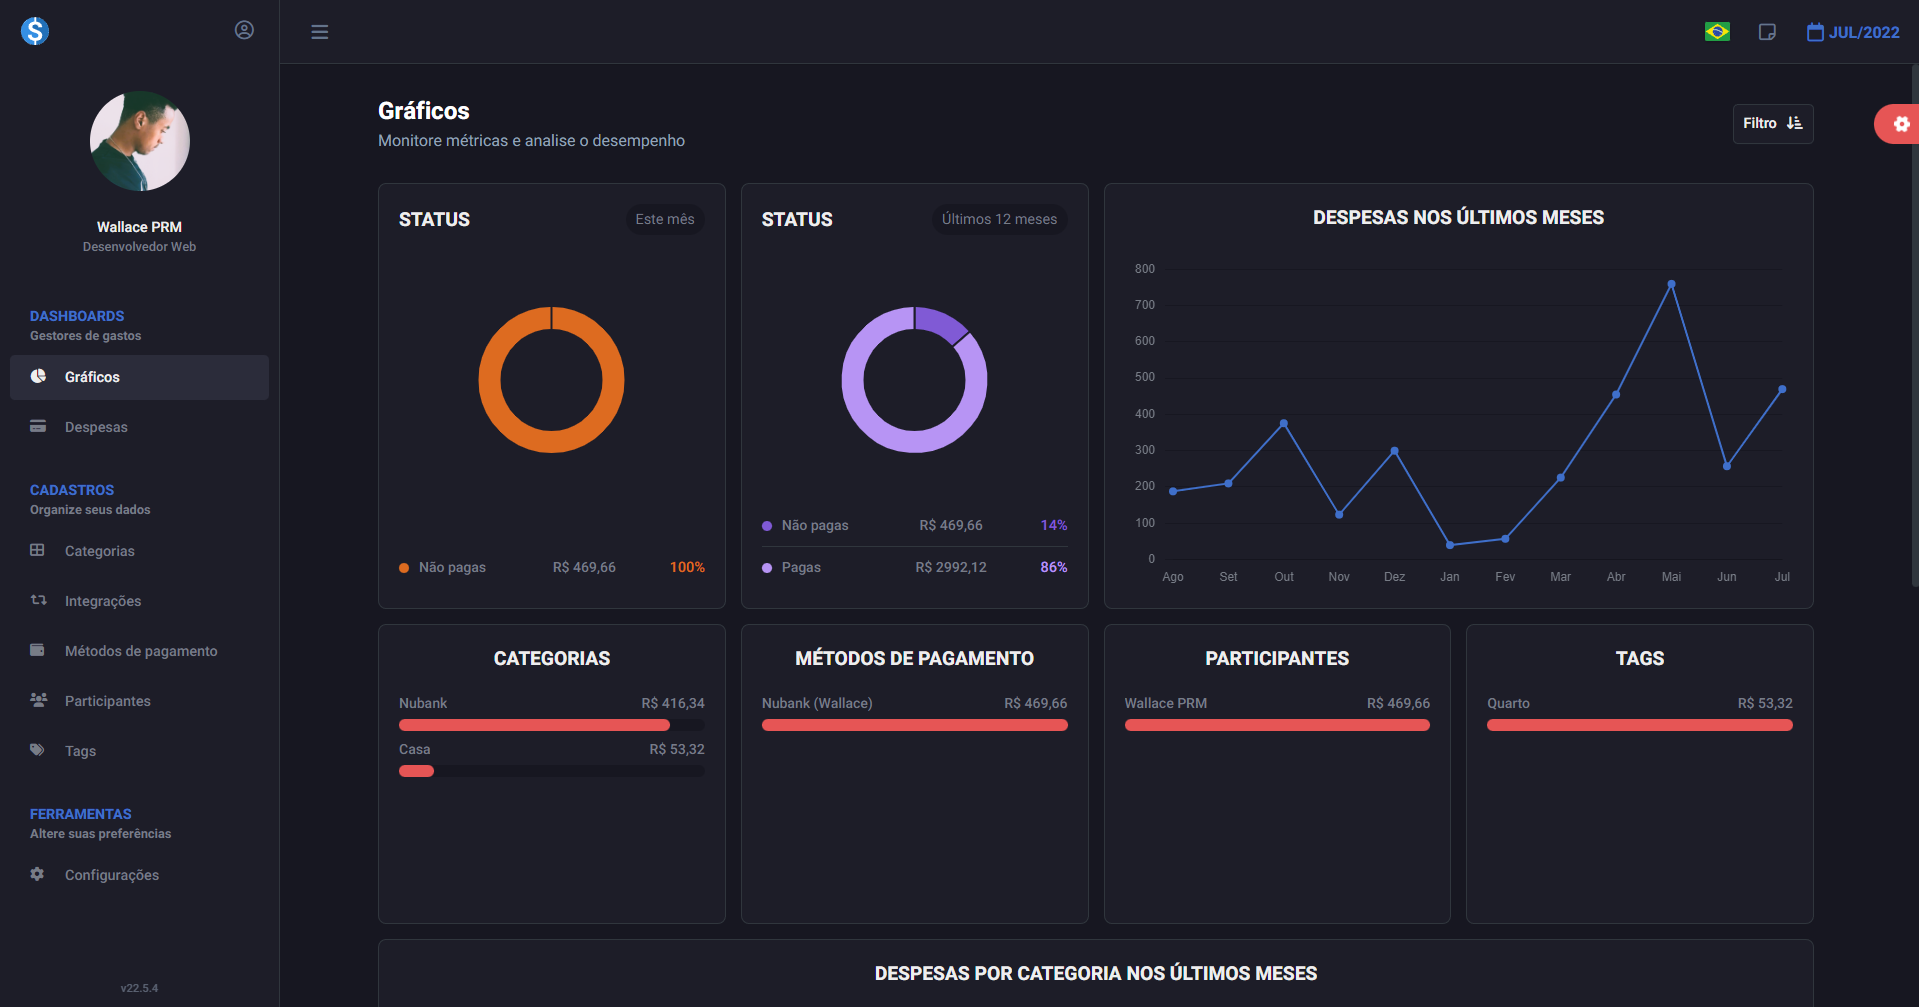 JUL/2022
Wallace PRM
Desenvolvedor Web
DASHBOARDS
Gestores de gastos
Gráficos
Despesas
CADASTROS
Organize seus dados
Categorias
Integrações
Métodos de pagamento
Participantes
Tags
FERRAMENTAS
Altere suas preferências
Configurações
v22.5.4
Gráficos
Monitore métricas e analise o desempenho
Filtro
STATUS Este mês
Não pagas R$ 469,66 100%
STATUS Últimos 12 meses
Não pagas R$ 469,66 14%
Pagas R$ 2992,12 86%
DESPESAS NOS ÚLTIMOS MESES
800
700
600
500
400
300
200
100
0
Ago Set Out Nov Dez Jan Fev Mar Abr Mai Jun Jul
CATEGORIAS
Nubank R$ 416,34
Casa R$ 53,32
MÉTODOS DE PAGAMENTO
Nubank (Wallace) R$ 469,66
PARTICIPANTES
Wallace PRM R$ 469,66
TAGS
Quarto R$ 53,32
DESPESAS POR CATEGORIA NOS ÚLTIMOS MESES